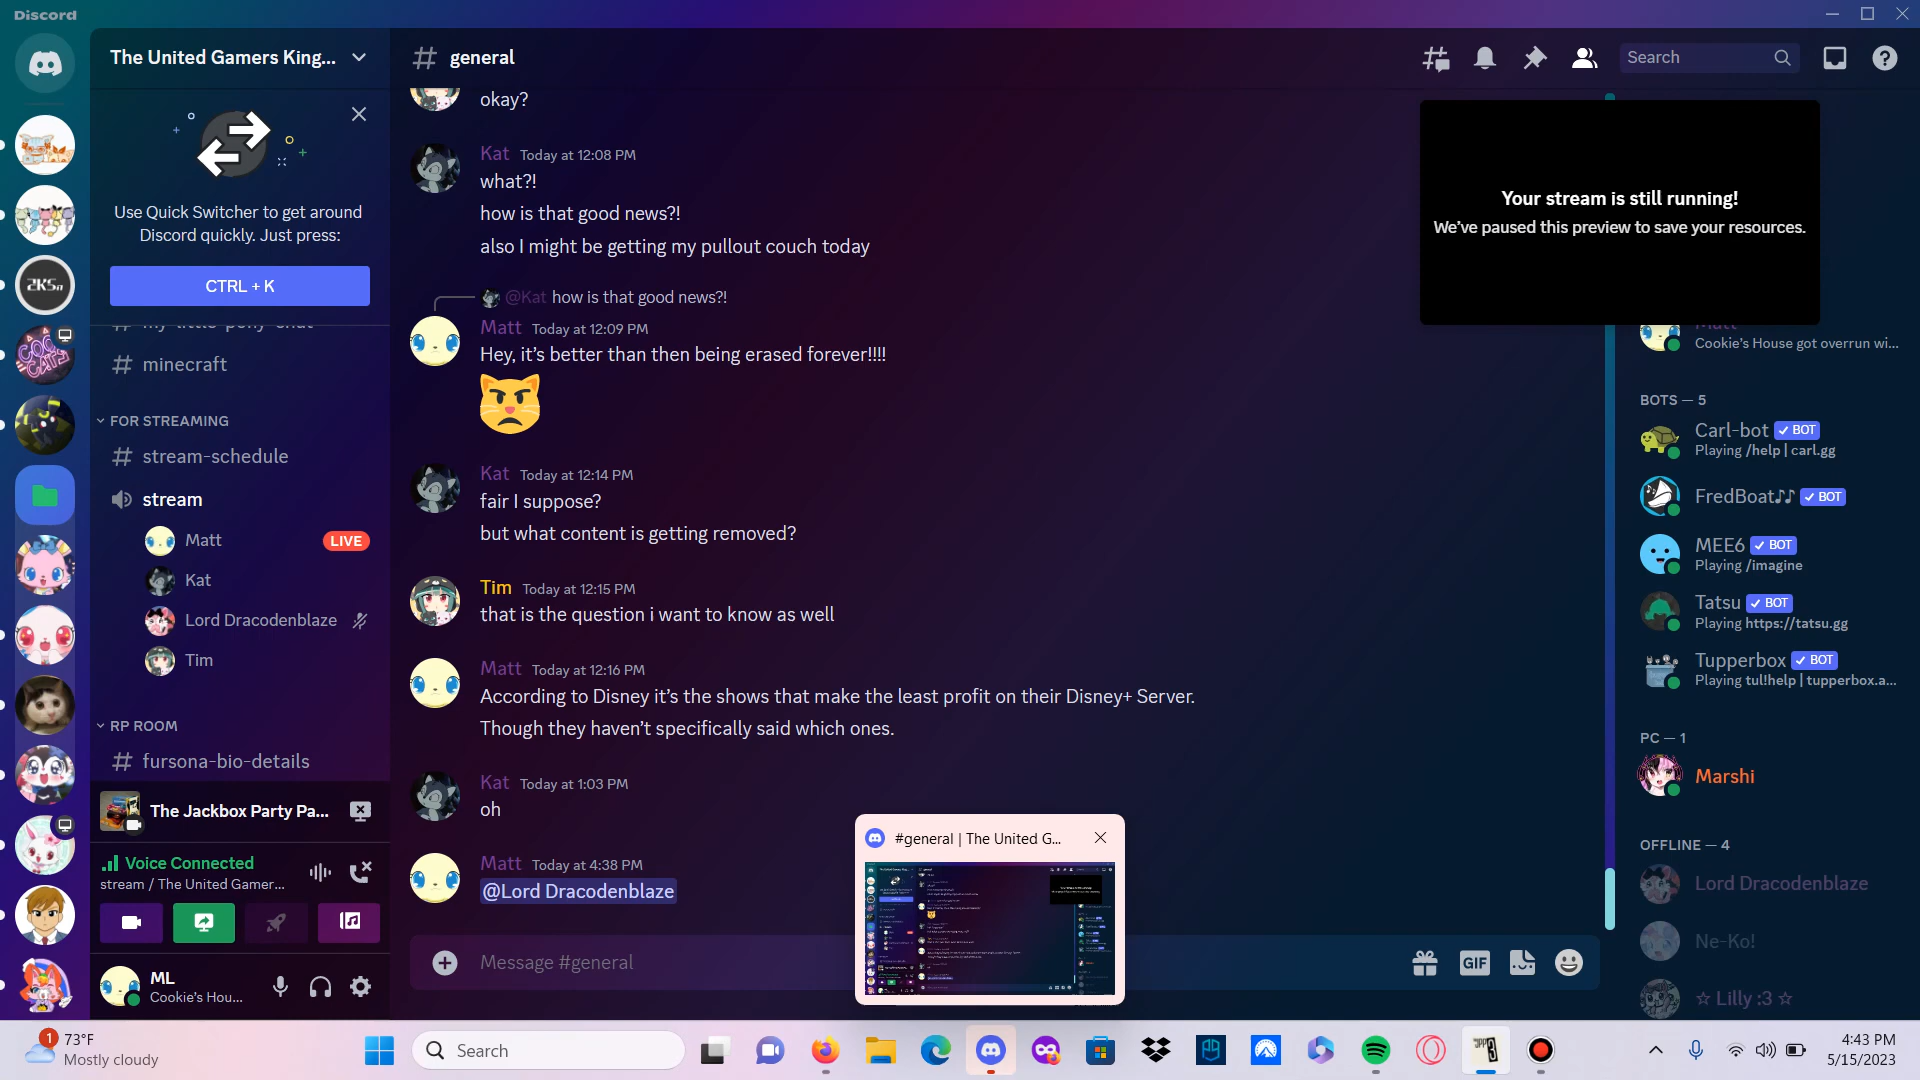 Discord
The United Gamers King...
Use Quick Switcher to get around
Discord quickly. Just press:
CTRL + K
my-little-pony-chat
minecraft
FOR STREAMING
stream-schedule
stream
Matt
LIVE
Kat
Lord Dracodenblaze
Tim
RP ROOM
fursona-bio-details
The Jackbox Party Pa...
Voice Connected
stream / The United Gamer...
ML
Cookie's Hou...
general
Search
okay?
Kat Today at 12:08 PM
what?!
how is that good news?!
also I might be getting my pullout couch today
@Kat how is that good news?!
Matt Today at 12:09 PM
Hey, it's better than then being erased forever!!!!
Kat Today at 12:14 PM
fair I suppose?
but what content is getting removed?
Tim Today at 12:15 PM
that is the question i want to know as well
Matt Today at 12:16 PM
According to Disney it's the shows that make the least profit on their Disney+ Server.
Though they haven't specifically said which ones.
Kat Today at 1:03 PM
oh
Matt Today at 4:38 PM
@Lord Dracodenblaze
Message #general
GIF
#general | The United G...
Your stream is still running!
We've paused this preview to save your resources.
Matt
Cookie's House got overrun wi...
BOTS — 5
Carl-bot ✓ BOT
Playing /help | carl.gg
FredBoat♪♪ ✓ BOT
MEE6 ✓ BOT
Playing /imagine
Tatsu ✓ BOT
Playing https://tatsu.gg
Tupperbox ✓ BOT
Playing tul!help | tupperbox.a...
PC — 1
Marshi
OFFLINE — 4
Lord Dracodenblaze
Ne-Ko!
☆ Lilly :3 ☆
1
73°F
Mostly cloudy
Search
4:43 PM
5/15/2023